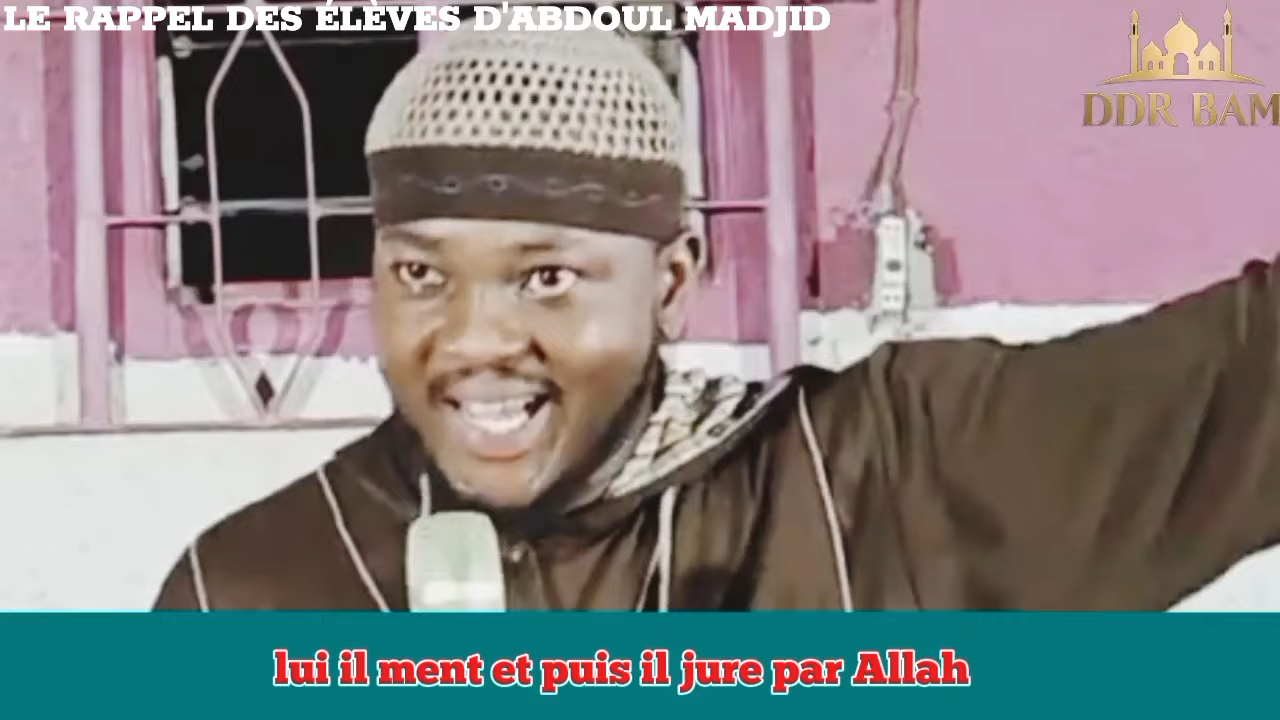 LE RAPPEL DES ÉLÈVES D'ABDOUL MADJID
DDR BAM
lui il ment et puis il jure par Allah